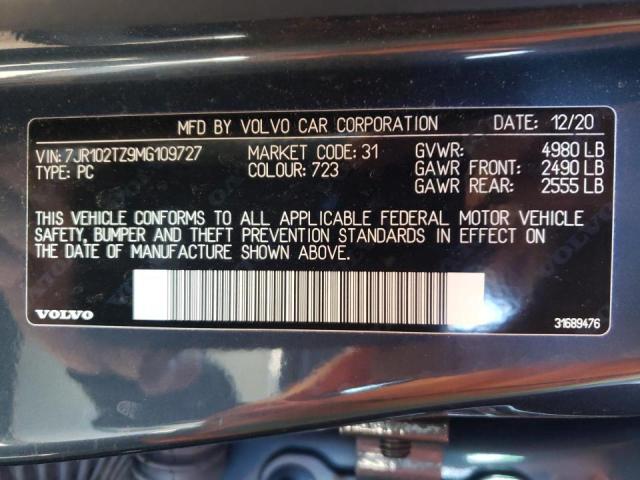 MFD BY VOLVO CAR CORPORATION DATE: 12/20
VIN: 7JR102TZ9MG109727 MARKET CODE: 31 GVWR: 4980 LB
TYPE: PC COLOUR: 723 GAWR FRONT: 2490 LB
GAWR REAR: 2555 LB
THIS VEHICLE CONFORMS TO ALL APPLICABLE FEDERAL MOTOR VEHICLE
SAFETY, BUMPER AND THEFT PREVENTION STANDARDS IN EFFECT ON
THE DATE OF MANUFACTURE SHOWN ABOVE.
VOLVO 31689476